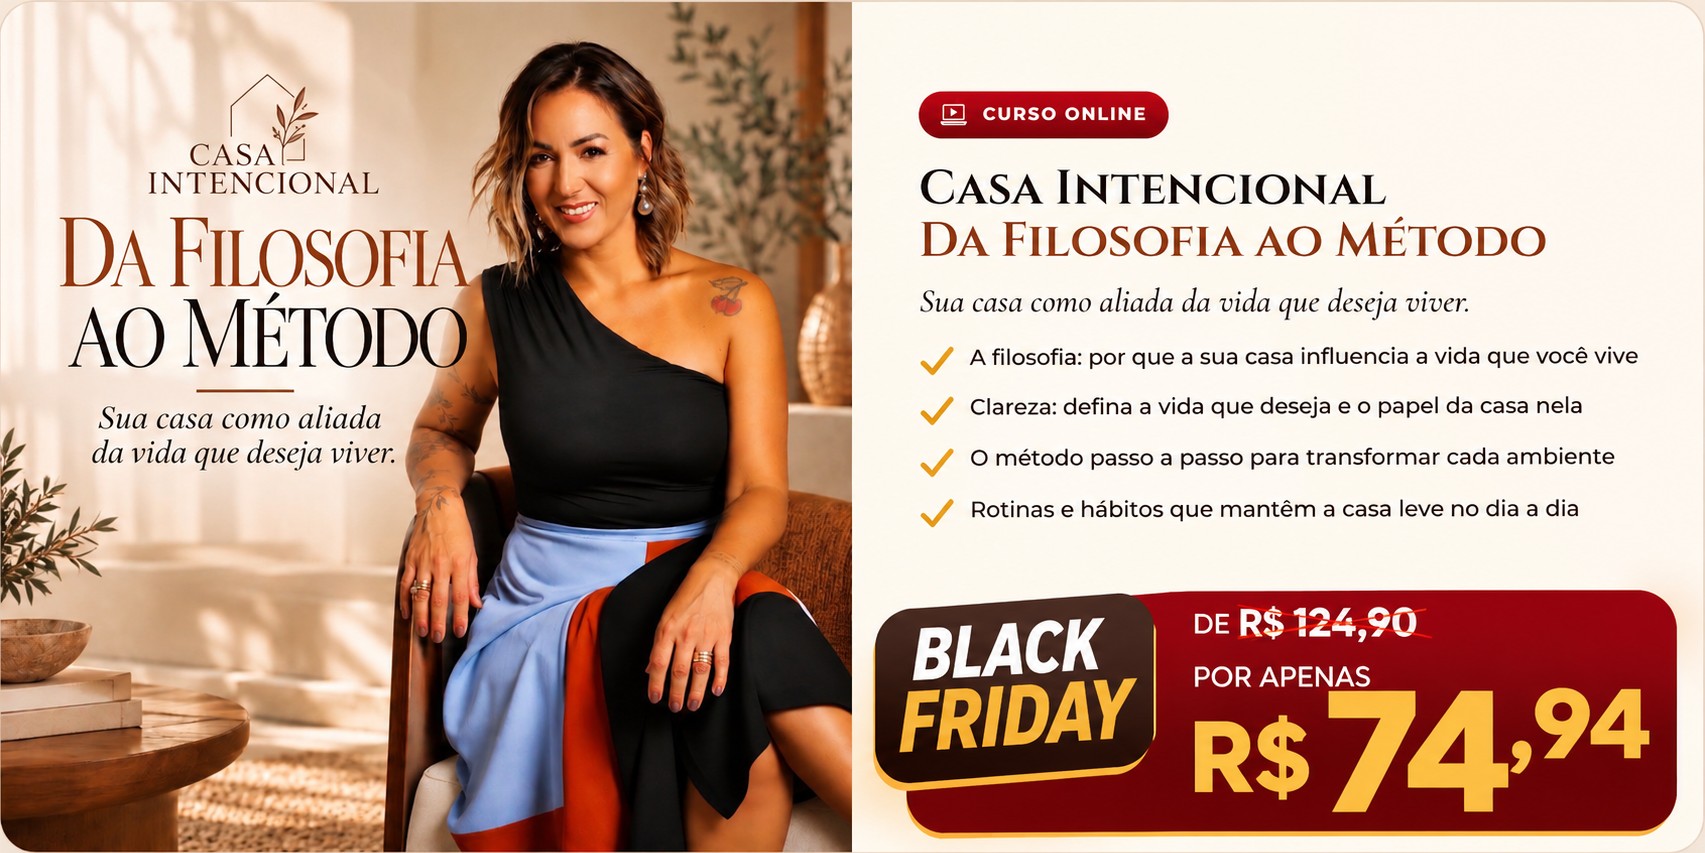 CASA
INTENCIONAL
DA FILOSOFIA
AO MÉTODO
Sua casa como aliada
da vida que deseja viver.
CURSO ONLINE
CASA INTENCIONAL
DA FILOSOFIA AO MÉTODO
Sua casa como aliada da vida que deseja viver.
A filosofia: por que a sua casa influencia a vida que você vive
Clareza: defina a vida que deseja e o papel da casa nela
O método passo a passo para transformar cada ambiente
Rotinas e hábitos que mantêm a casa leve no dia a dia
BLACK
FRIDAY
DE R$ 124,90
POR APENAS
R$ 74,94